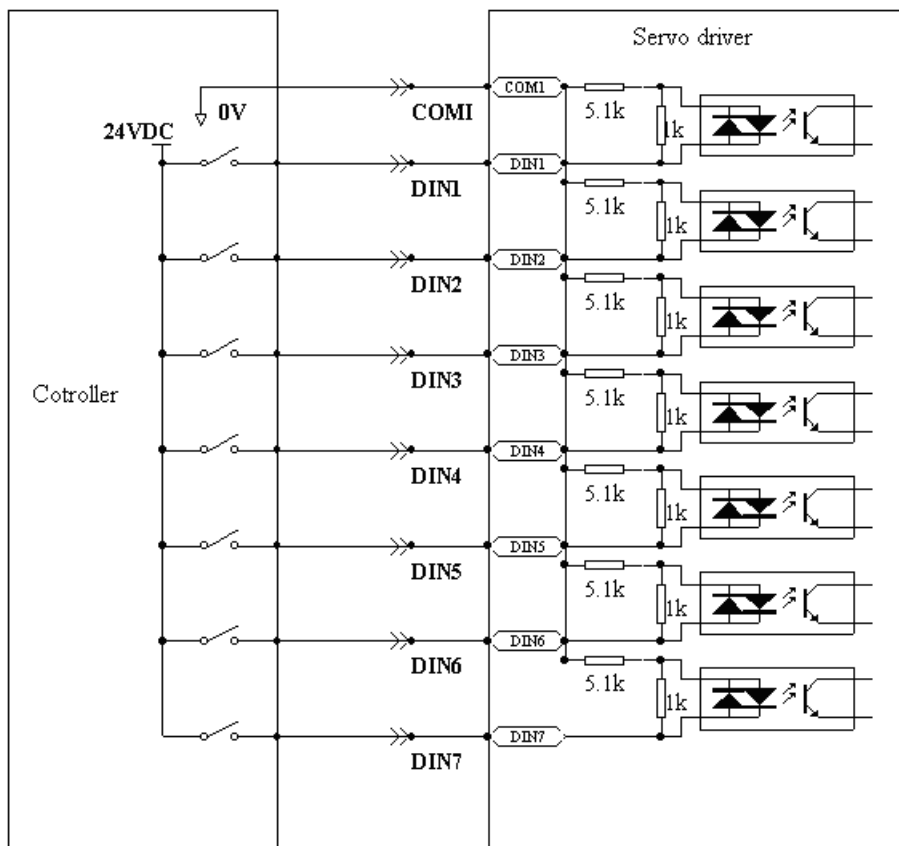 Servo driver
COM1
0V
COMI
5.1k
1k
24VDC
DIN1
DIN1
5.1k
1k
DIN2
DIN2
5.1k
1k
DIN3
DIN3
Cotroller
5.1k
1k
DIN4
DIN4
5.1k
1k
DIN5
DIN5
5.1k
1k
DIN6
DIN6
5.1k
1k
DIN7
DIN7